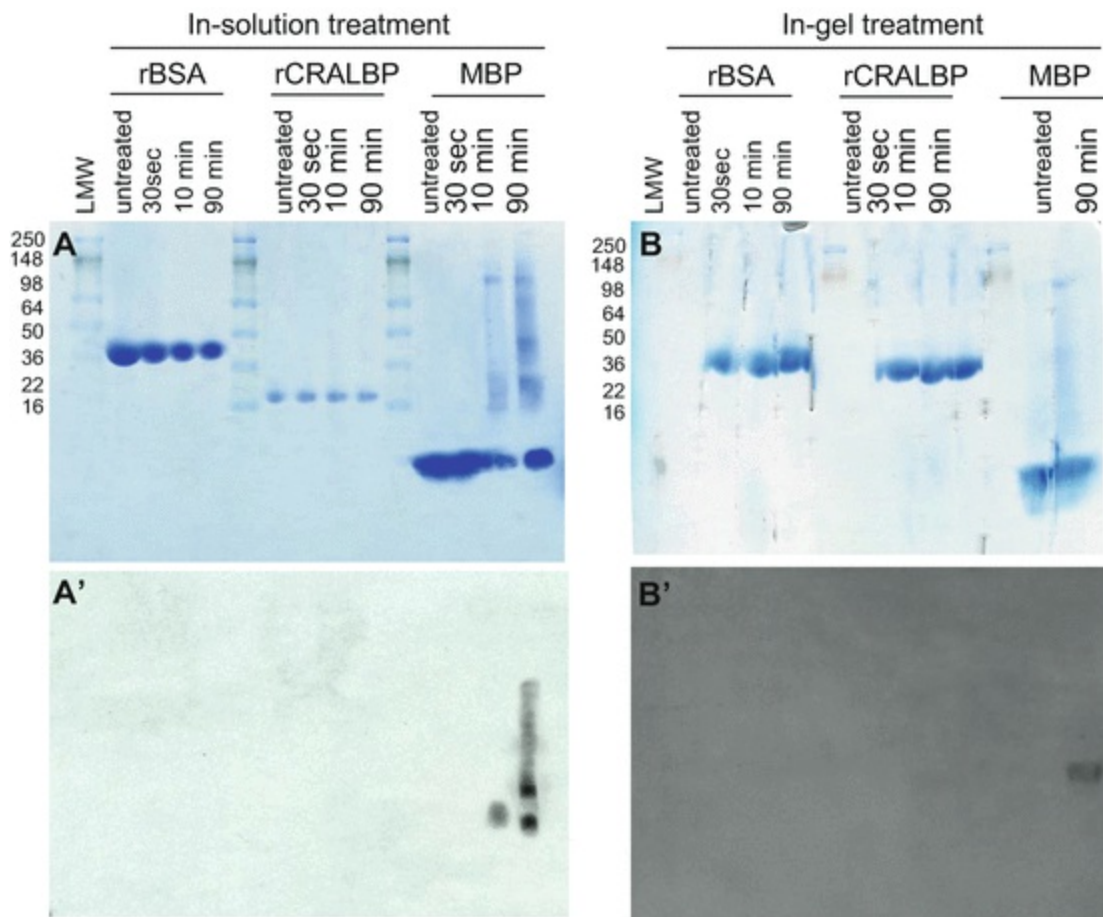 In-solution treatment
In-gel treatment
rBSA
rCRALBP
MBP
rBSA
rCRALBP
MBP
LMW
untreated
30sec
10 min
90 min
untreated
30 sec
10 min
90 min
untreated
30 sec
10 min
90 min
LMW
untreated
30sec
10 min
90 min
untreated
30 sec
10 min
90 min
untreated
90 min
A
250
148
98
64
50
36
22
16
B
250
148
98
64
50
36
22
16
A'
B'